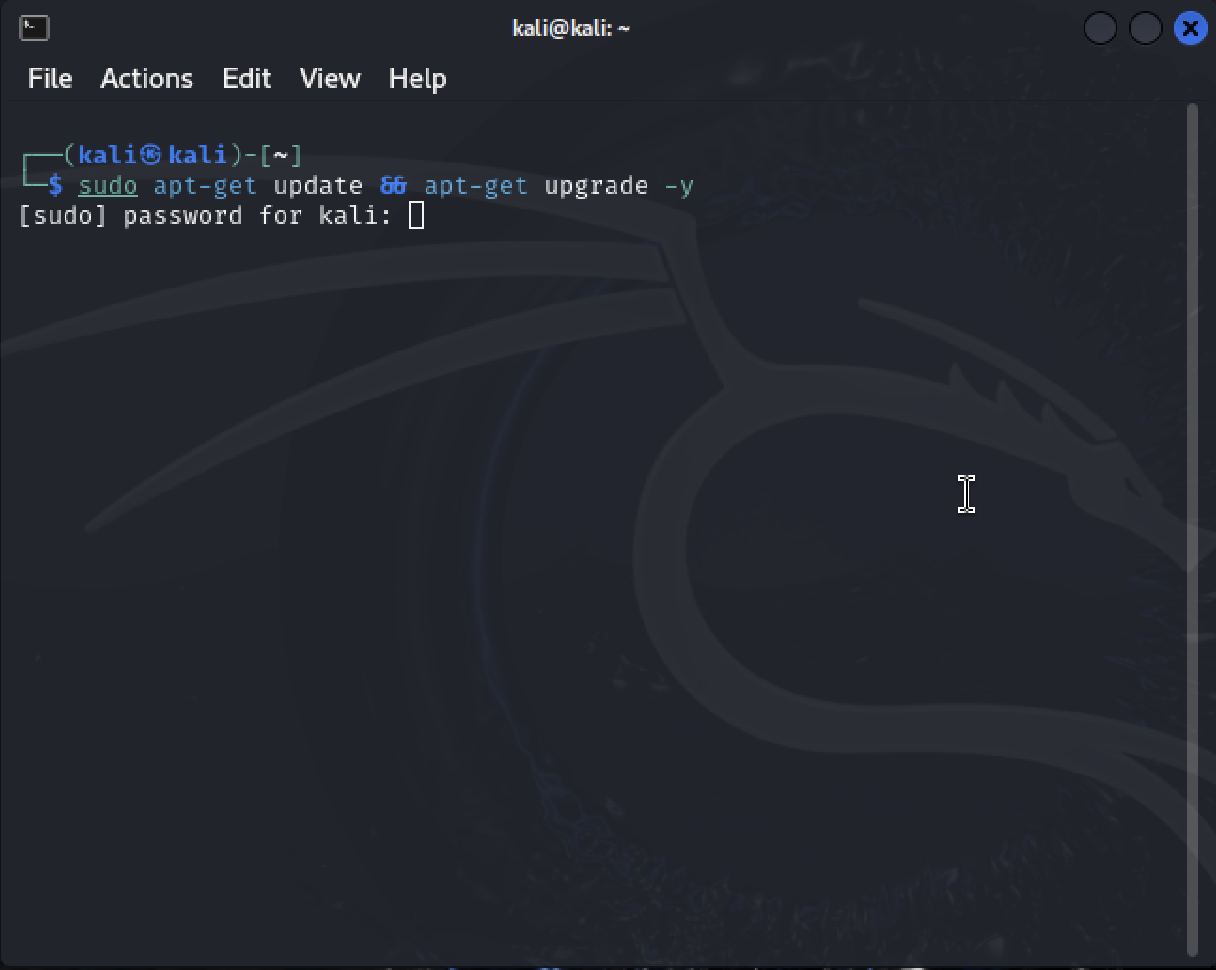 kali@kali: ~
File Actions Edit View Help
┌──(kali㉿kali)-[~]
└─$ sudo apt-get update && apt-get upgrade -y
[sudo] password for kali: